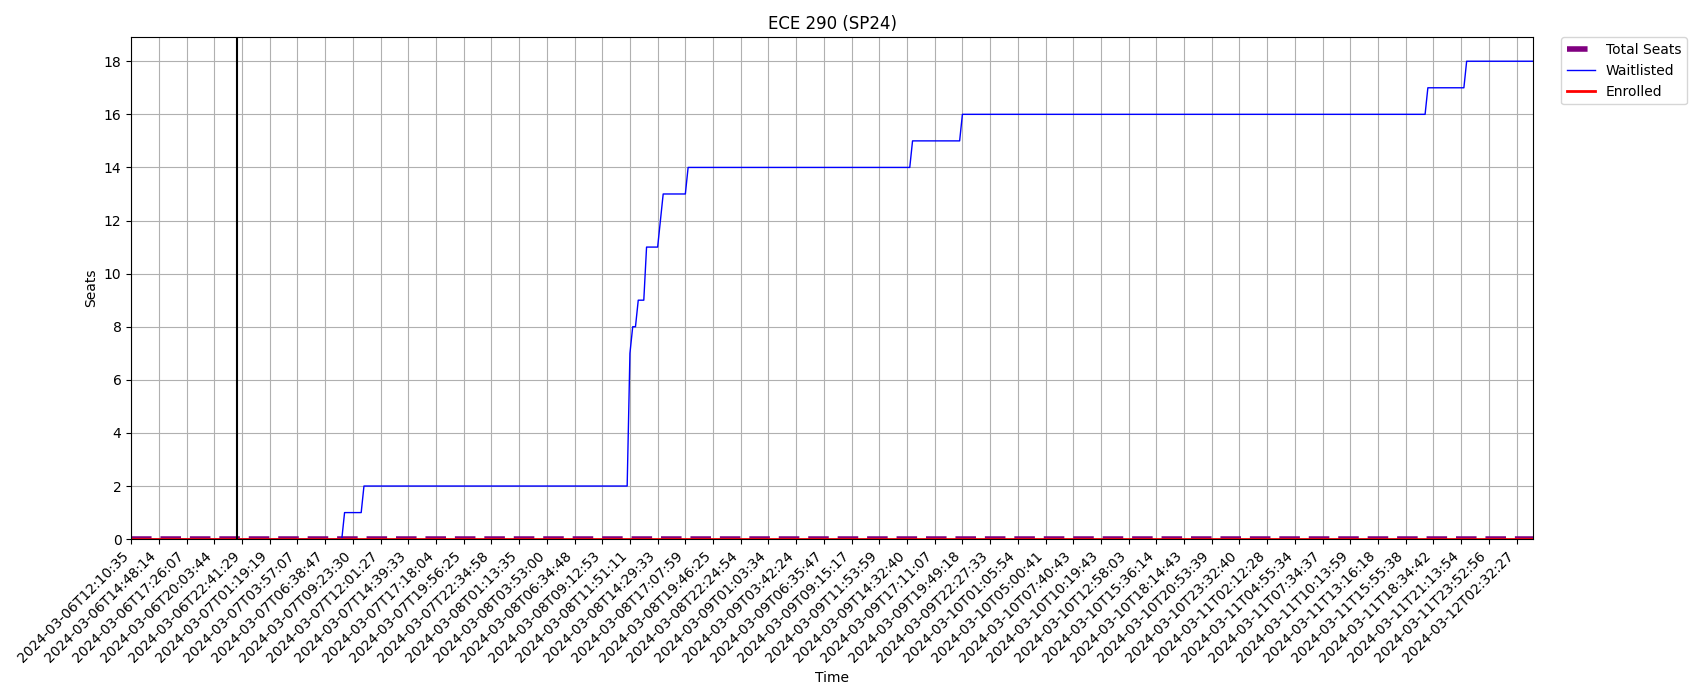 ECE 290 (SP24)
Total Seats
Waitlisted
Enrolled
Seats
18
16
14
12
10
8
6
4
2
0
2024-03-06T12:10:35
2024-03-06T14:48:14
2024-03-06T17:26:07
2024-03-06T20:03:44
2024-03-06T22:41:29
2024-03-07T01:19:19
2024-03-07T03:57:07
2024-03-07T06:38:47
2024-03-07T09:23:30
2024-03-07T12:01:27
2024-03-07T14:39:33
2024-03-07T17:18:04
2024-03-07T19:56:25
2024-03-07T22:34:58
2024-03-08T01:13:35
2024-03-08T03:53:00
2024-03-08T06:34:48
2024-03-08T09:12:53
2024-03-08T11:51:11
2024-03-08T14:29:33
2024-03-08T17:07:59
2024-03-08T19:46:25
2024-03-08T22:24:54
2024-03-09T01:03:34
2024-03-09T03:42:24
2024-03-09T06:35:47
2024-03-09T09:15:17
2024-03-09T11:53:59
2024-03-09T14:32:40
2024-03-09T17:11:07
2024-03-09T19:49:18
2024-03-09T22:27:33
2024-03-10T01:05:54
2024-03-10T05:00:41
2024-03-10T07:40:43
2024-03-10T10:19:43
2024-03-10T12:58:03
2024-03-10T15:36:14
2024-03-10T18:14:43
2024-03-10T20:53:39
2024-03-10T23:32:40
2024-03-11T02:12:28
2024-03-11T04:55:34
2024-03-11T07:34:37
2024-03-11T10:13:59
2024-03-11T13:16:18
2024-03-11T15:55:38
2024-03-11T18:34:42
2024-03-11T21:13:54
2024-03-11T23:52:56
2024-03-12T02:32:27
Time